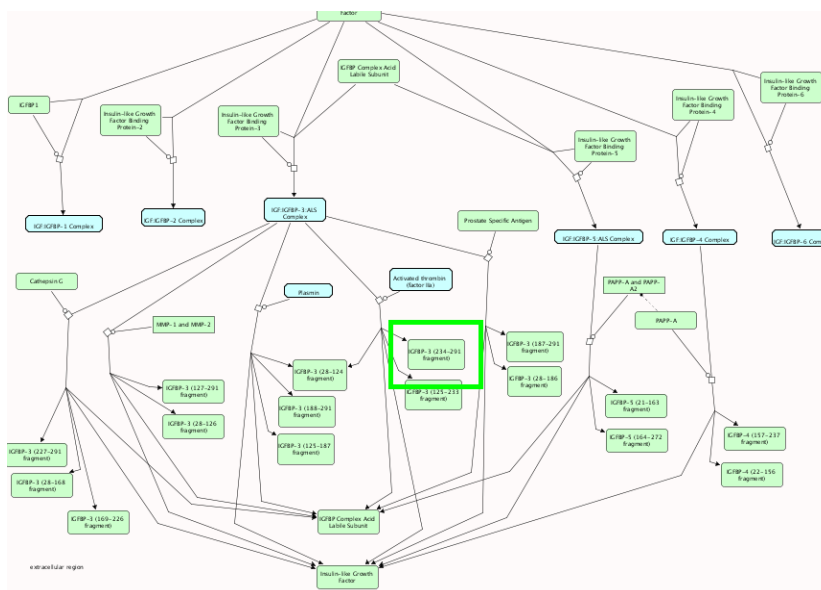 Factor
IGFBP Complex Acid
Labile Subunit
Insulin-like Growth
Factor Binding
Protein-6
IGFBP1
Insulin-like Growth
Factor Binding
Protein-2
Insulin-like Growth
Factor Binding
Protein-3
Insulin-like Growth
Factor Binding
Protein-4
Insulin-like Growth
Factor Binding
Protein-5
IGF:IGFBP-1 Complex
IGF:IGFBP-2 Complex
IGF:IGFBP-3:ALS
Complex
Prostate Specific Antigen
IGF:IGFBP-5:ALS Complex
IGF:IGFBP-4 Complex
IGF:IGFBP-6 Com
Cathepsin G
Plasmin
Activated thrombin
(factor IIa)
PAPP-A and PAPP-
A2
MMP-1 and MMP-2
PAPP-A
IGFBP-3 (234-291
fragment)
IGFBP-3 (187-291
fragment)
IGFBP-3 (28-124
fragment)
IGFBP-3 (28-186
fragment)
IGFBP-3 (127-291
fragment)
IGFBP-3 (125-233
fragment)
IGFBP-3 (188-291
fragment)
IGFBP-5 (21-163
fragment)
IGFBP-3 (28-126
fragment)
IGFBP-3 (125-187
fragment)
IGFBP-5 (164-272
fragment)
IGFBP-4 (157-237
fragment)
IGFBP-3 (227-291
fragment)
IGFBP-3 (28-168
fragment)
IGFBP-4 (22-156
fragment)
IGFBP-3 (169-226
fragment)
IGFBP Complex Acid
Labile Subunit
extracellular region
Insulin-like Growth
Factor